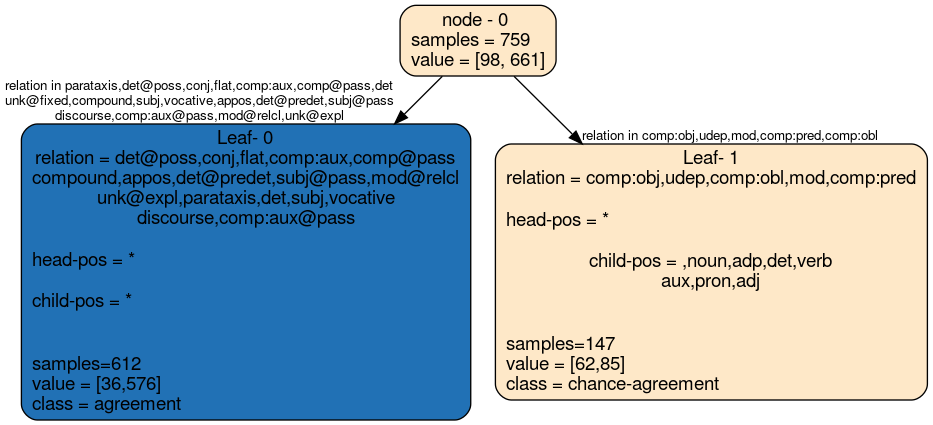 node - 0
samples = 759
value = [98, 661]
relation in parataxis,det@poss,conj,flat,comp:aux,comp@pass,det
unk@fixed,compound,subj,vocative,appos,det@predet,subj@pass
discourse,comp:aux@pass,mod@relcl,unk@expl
relation in comp:obj,udep,mod,comp:pred,comp:obl
Leaf- 0
relation = det@poss,conj,flat,comp:aux,comp@pass
compound,appos,det@predet,subj@pass,mod@relcl
unk@expl,parataxis,det,subj,vocative
discourse,comp:aux@pass
head-pos = *
child-pos = *
samples=612
value = [36,576]
class = agreement
Leaf- 1
relation = comp:obj,udep,comp:obl,mod,comp:pred
head-pos = *
child-pos = ,noun,adp,det,verb
aux,pron,adj
samples=147
value = [62,85]
class = chance-agreement